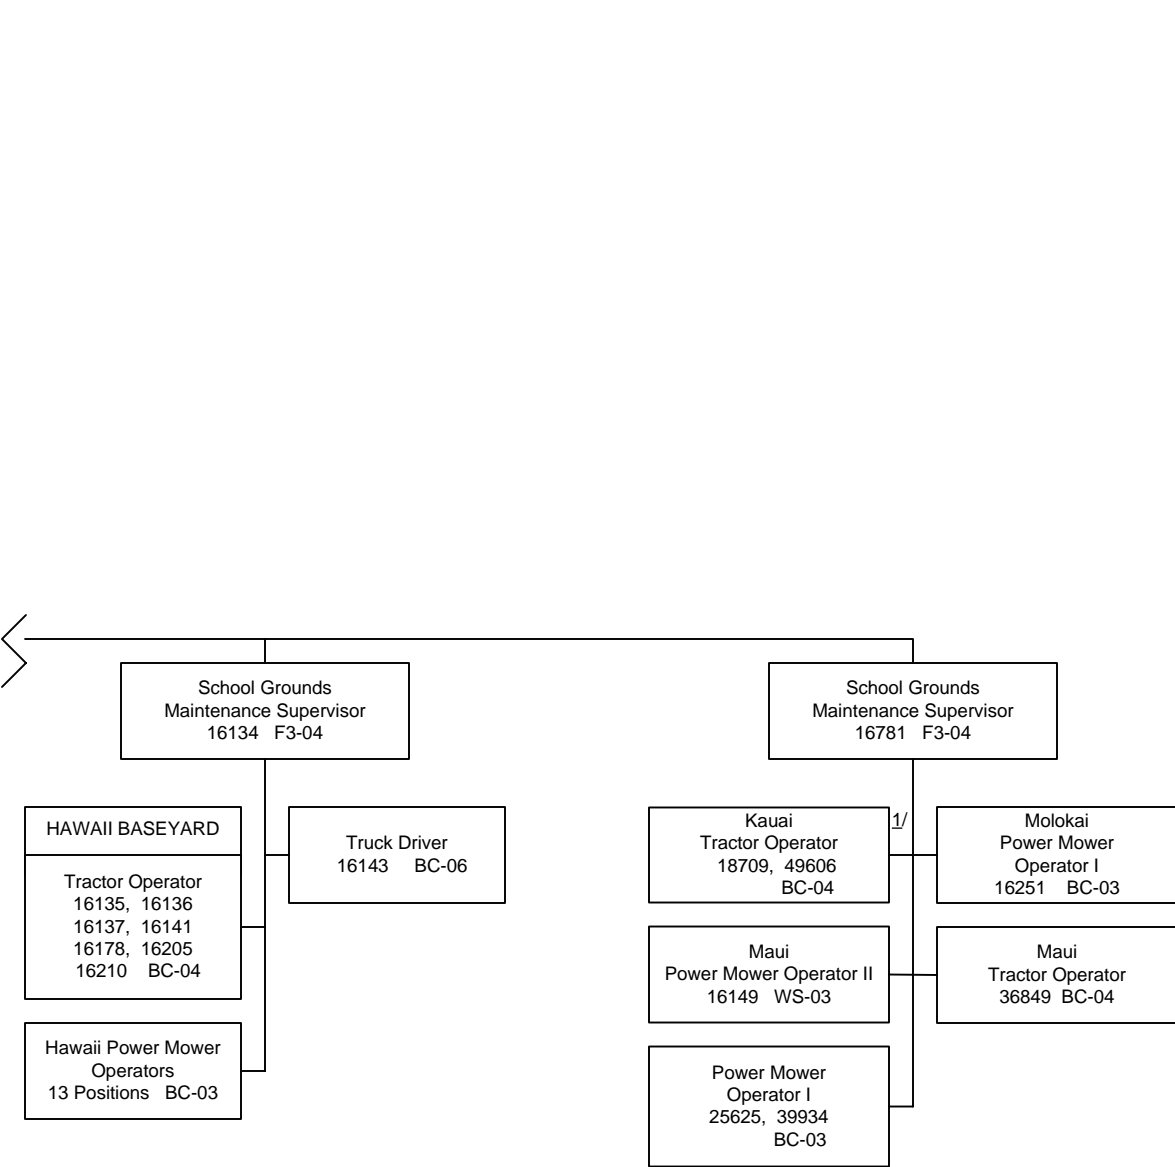 School Grounds
Maintenance Supervisor
16134 F3-04
HAWAII BASEYARD
Tractor Operator
16135, 16136
16137, 16141
16178, 16205
16210 BC-04
Truck Driver
16143 BC-06
Hawaii Power Mower
Operators
13 Positions BC-03
School Grounds
Maintenance Supervisor
16781 F3-04
Kauai
Tractor Operator
18709, 49606
BC-04
1/
Molokai
Power Mower
Operator I
16251 BC-03
Maui
Power Mower Operator II
16149 WS-03
Maui
Tractor Operator
36849 BC-04
Power Mower
Operator I
25625, 39934
BC-03